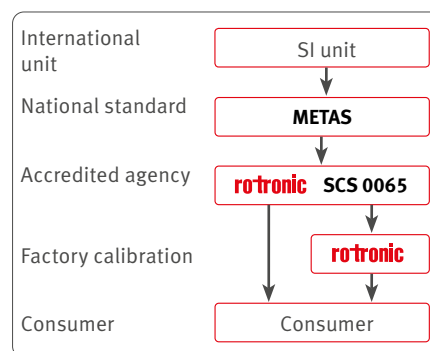 International
unit
SI unit
National standard
METAS
Accredited agency
rotronic SCS 0065
Factory calibration
rotronic
Consumer
Consumer